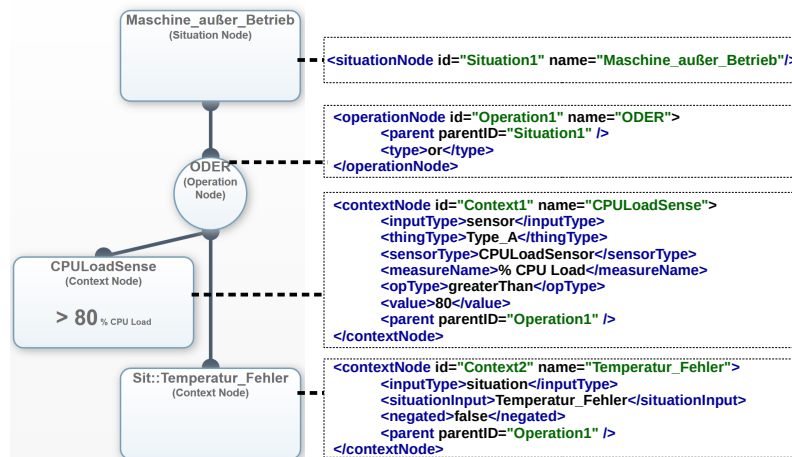 Maschine_außer_Betrieb
(Situation Node)
<situationNode id="Situation1" name="Maschine_außer_Betrieb"/>
ODER
(Operation
Node)
<operationNode id="Operation1" name="ODER">
<parent parentID="Situation1" />
<type>or</type>
</operationNode>
CPULoadSense
(Context Node)
> 80 % CPU Load
<contextNode id="Context1" name="CPULoadSense">
<inputType>sensor</inputType>
<thingType>Type_A</thingType>
<sensorType>CPULoadSensor</sensorType>
<measureName>% CPU Load</measureName>
<opType>greaterThan</opType>
<value>80</value>
<parent parentID="Operation1" />
</contextNode>
Sit::Temperatur_Fehler
(Context Node)
<contextNode id="Context2" name="Temperatur_Fehler">
<inputType>situation</inputType>
<situationInput>Temperatur_Fehler</situationInput>
<negated>false</negated>
<parent parentID="Operation1" />
</contextNode>